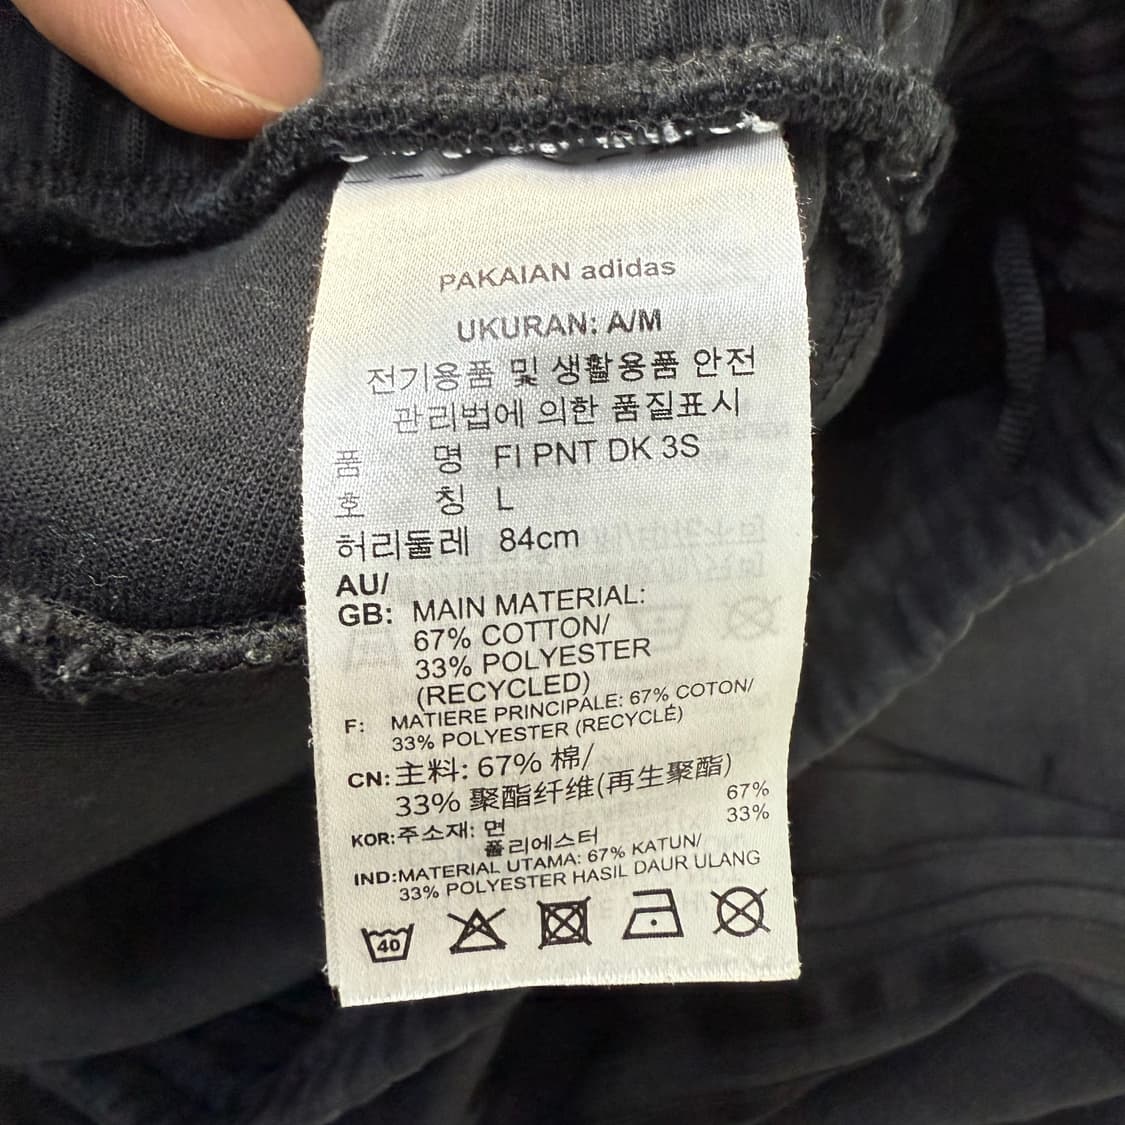 PAKAIAN adidas
UKURAN: A/M
전기용품 및 생활용품 안전
관리법에 의한 품질표시
품 명 FI PNT DK 3S
호 칭 L
허리둘레 84cm
AU/
GB: MAIN MATERIAL:
67% COTTON/
33% POLYESTER
(RECYCLED)
F: MATIERE PRINCIPALE: 67% COTON/
33% POLYESTER (RECYCLÉ)
CN: 主料: 67% 棉/
33% 聚酯纤维(再生聚酯)
KOR: 주소재: 면 67%
폴리에스터 33%
IND: MATERIAL UTAMA: 67% KATUN/
33% POLYESTER HASIL DAUR ULANG
40